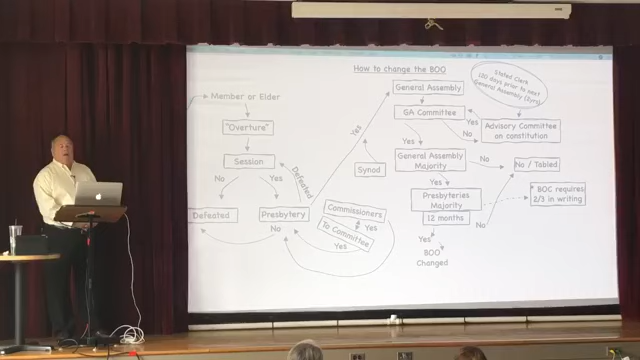 How to change the BOO
Member or Elder
"Overture"
Session
No
Yes
Defeated
Defeated
Presbytery
No
Yes
Synod
Commissioners
Yes
To Committee
Yes
General Assembly
GA Committee
Yes
No
Stated Clerk
120 days prior to next
General Assembly (2yrs)
Advisory Committee
on constitution
Yes
General Assembly
Majority
No
No / Tabled
Yes
Presbyteries
Majority
12 months
No
* BOC requires
2/3 in writing
Yes
BOO
Changed